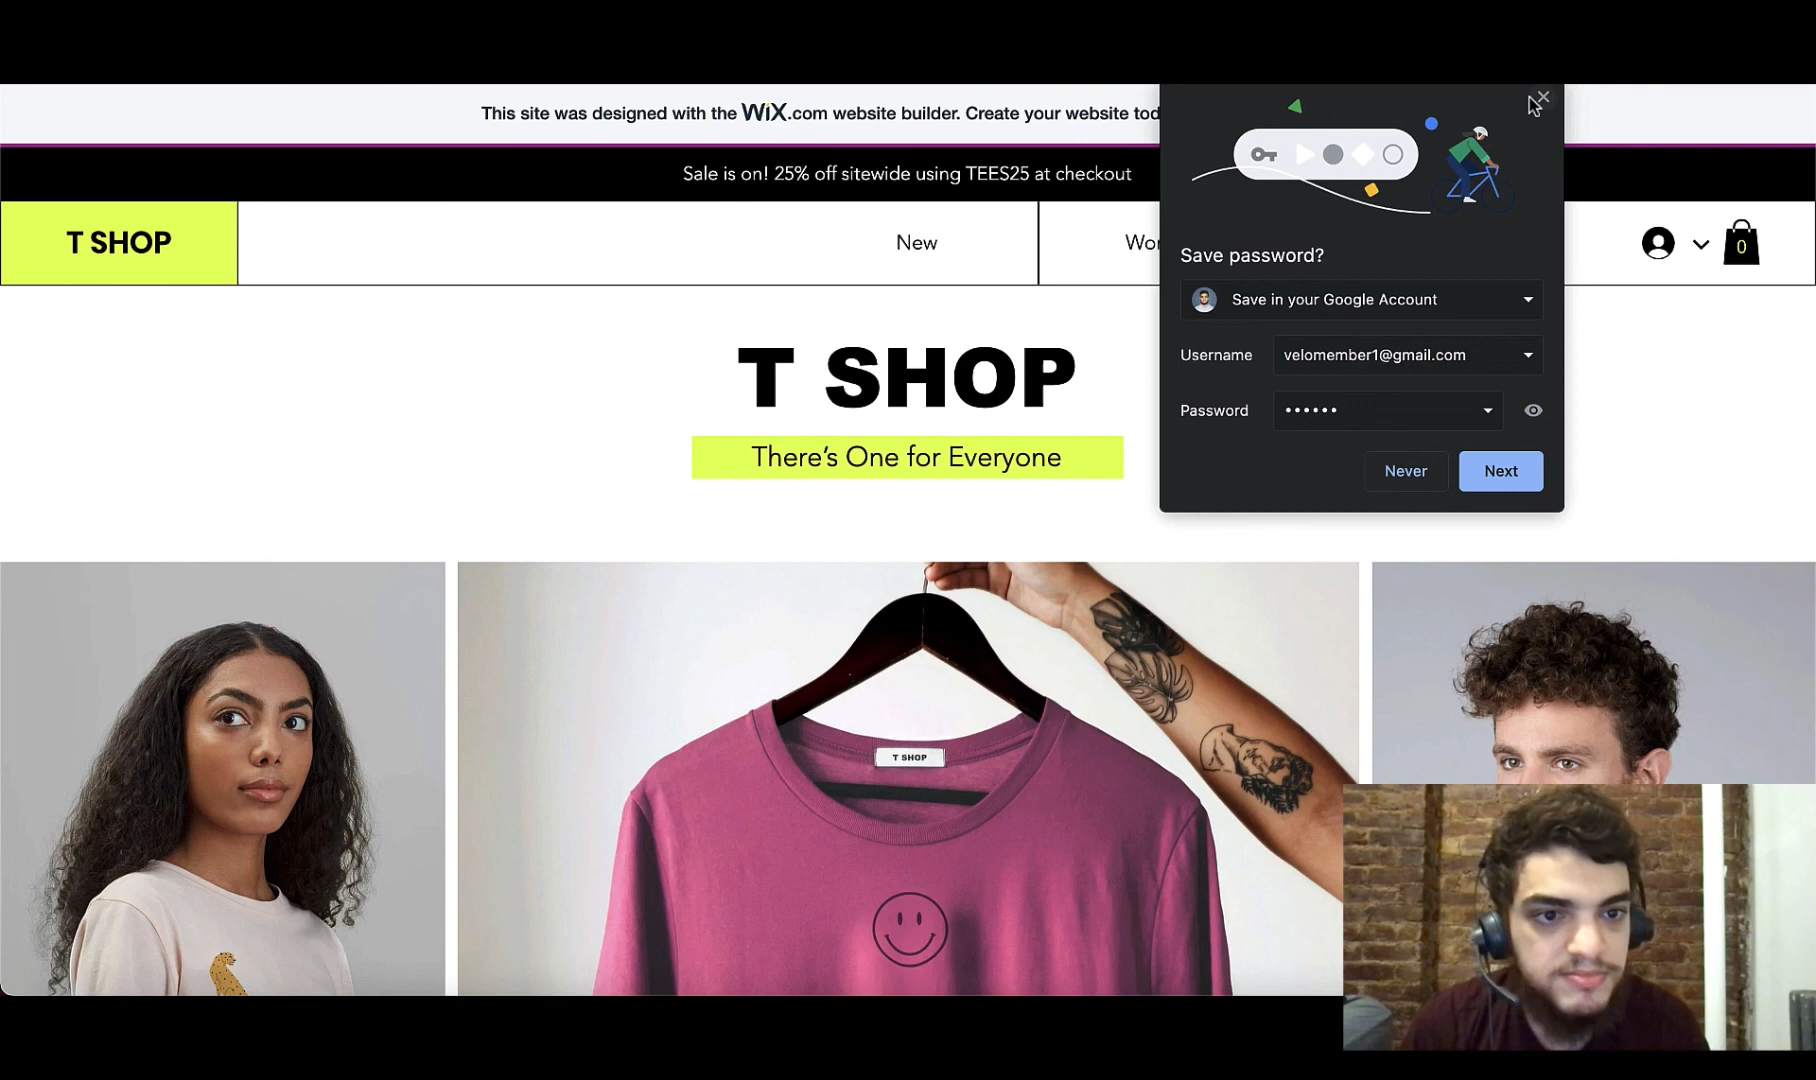 This site was designed with the WiX.com website builder. Create your website tod
Sale is on! 25% off sitewide using TEES25 at checkout
T SHOP
New
Wor
0
T SHOP
There's One for Everyone
Save password?
Save in your Google Account
Username
velomember1@gmail.com
Password
••••••
Never
Next
T SHOP